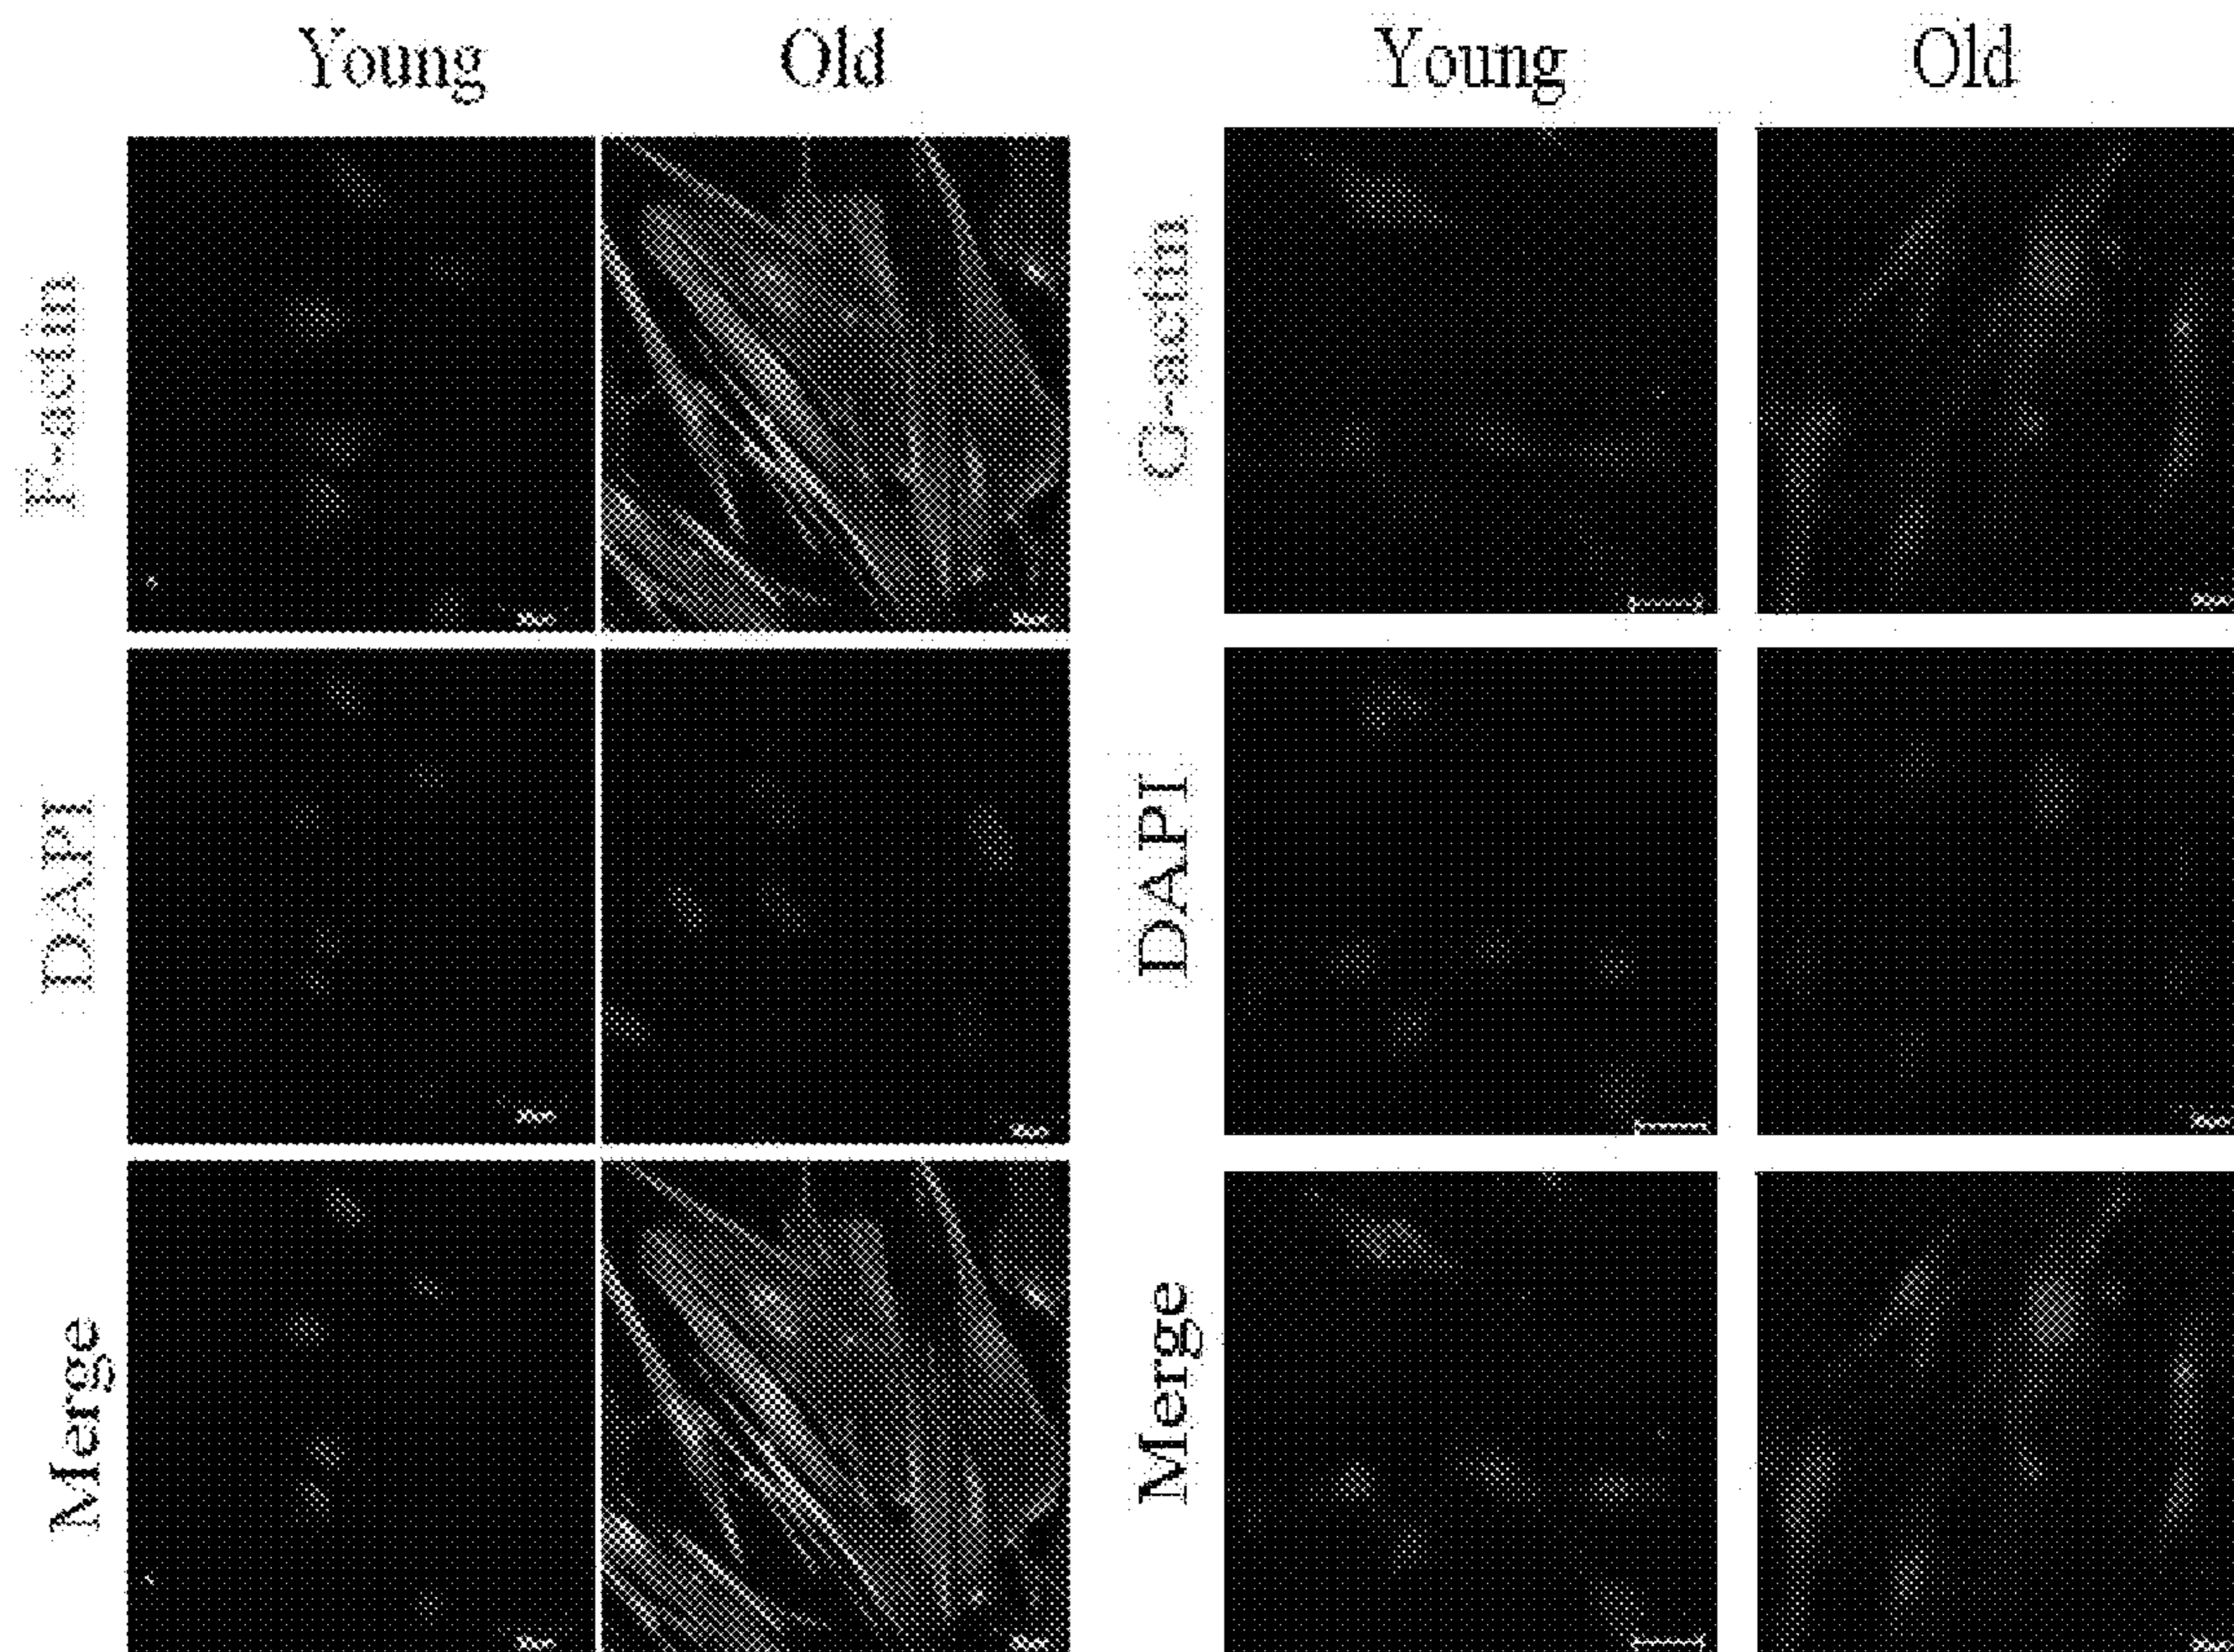 Young Old Young Old
F-actin
G-actin
DAPI
DAPI
Merge
Merge